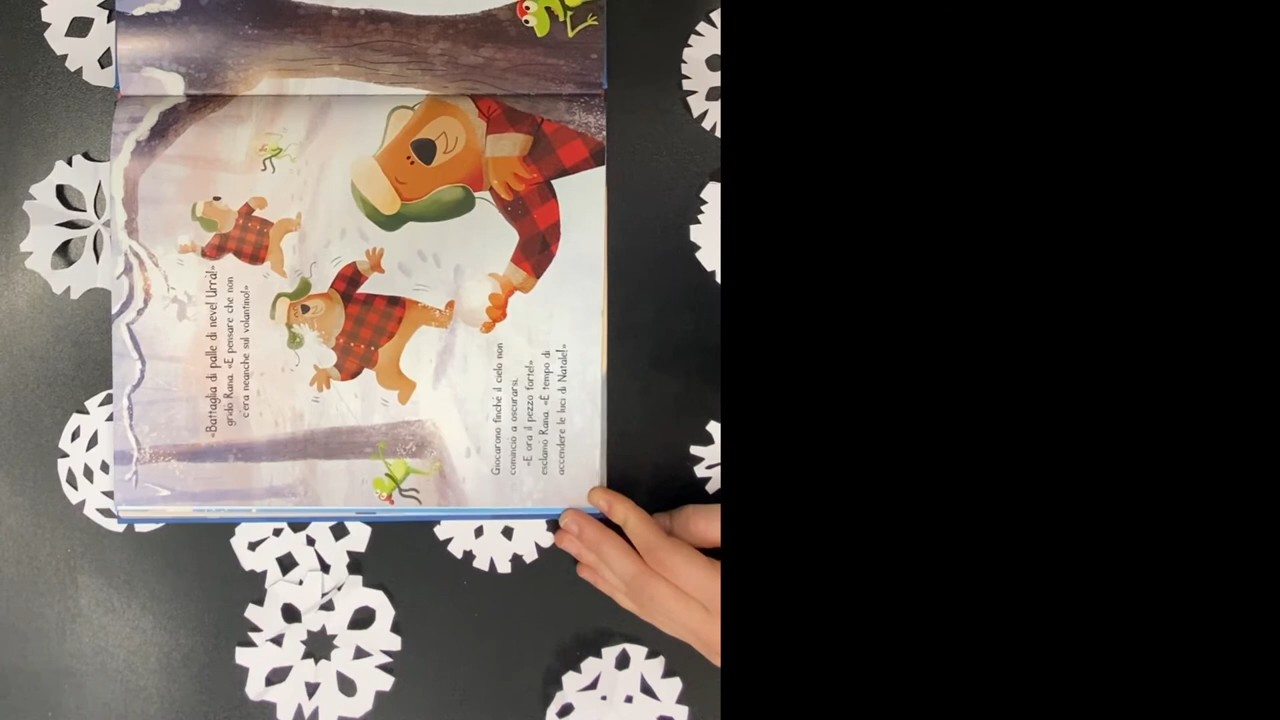 «Battaglia di palle di neve! Urrà!»
gridò Rana. «E pensare che non
c'era neanche sul volantino!»
Giocarono finché il cielo non
cominciò a oscurarsi.
«E ora il pezzo forte!»
esclamò Rana. «È tempo di
accendere le luci di Natale!»